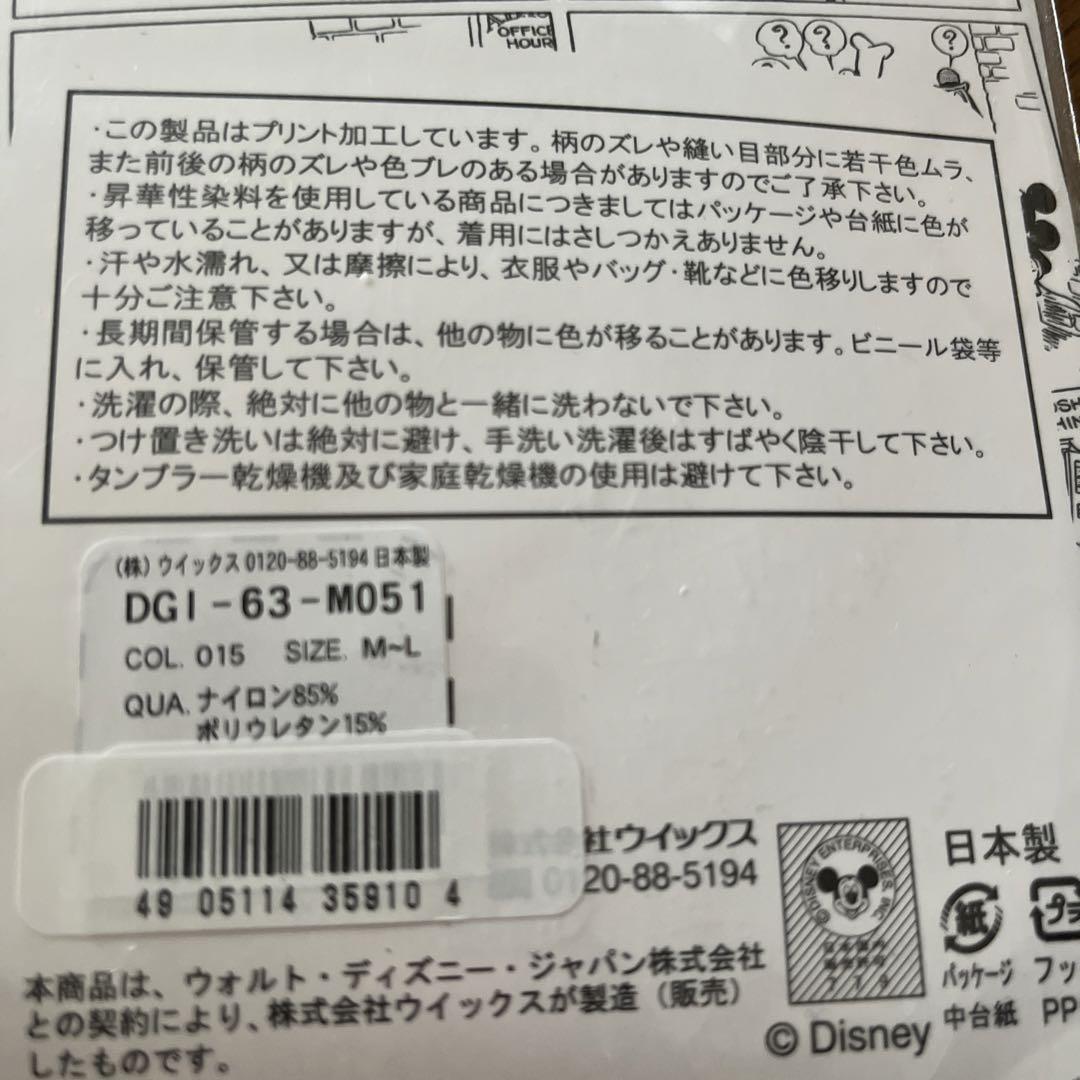 OFFICE
HOUR
?
?
?
・この製品はプリント加工しています。柄のズレや縫い目部分に若干色ムラ、
また前後の柄のズレや色ブレのある場合がありますのでご了承下さい。
・昇華性染料を使用している商品につきましてはパッケージや台紙に色が
移っていることがありますが、着用にはさしつかえありません。
・汗や水濡れ、又は摩擦により、衣服やバッグ・靴などに色移りしますので
十分ご注意下さい。
・長期間保管する場合は、他の物に色が移ることがあります。ビニール袋等
に入れ、保管して下さい。
・洗濯の際、絶対に他の物と一緒に洗わないで下さい。
・つけ置き洗いは絶対に避け、手洗い洗濯後はすばやく陰干して下さい。
・タンブラー乾燥機及び家庭乾燥機の使用は避けて下さい。
(株)ウイックス 0120-88-5194 日本製
DGI-63-M051
COL. 015 SIZE. M~L
QUA. ナイロン85%
ポリウレタン15%
49 05114 35910 4
社ウイックス
0120-88-5194
©DISNEY ENTERPRISES, INC
日本製
紙
プラ
パッケージ フッ
中台紙 PP
本商品は、ウォルト・ディズニー・ジャパン株式会社
との契約により、株式会社ウイックスが製造（販売）
したものです。
© Disney